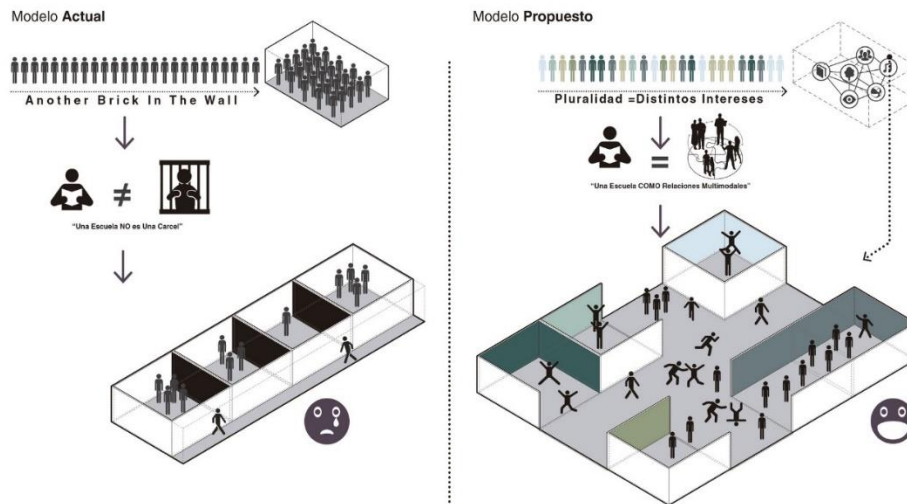 Modelo Actual
Another Brick In The Wall
≠
"Una Escuela NO es Una Carcel"
Modelo Propuesto
Pluralidad =Distintos Intereses
=
"Una Escuela COMO Relaciones Multimodales"